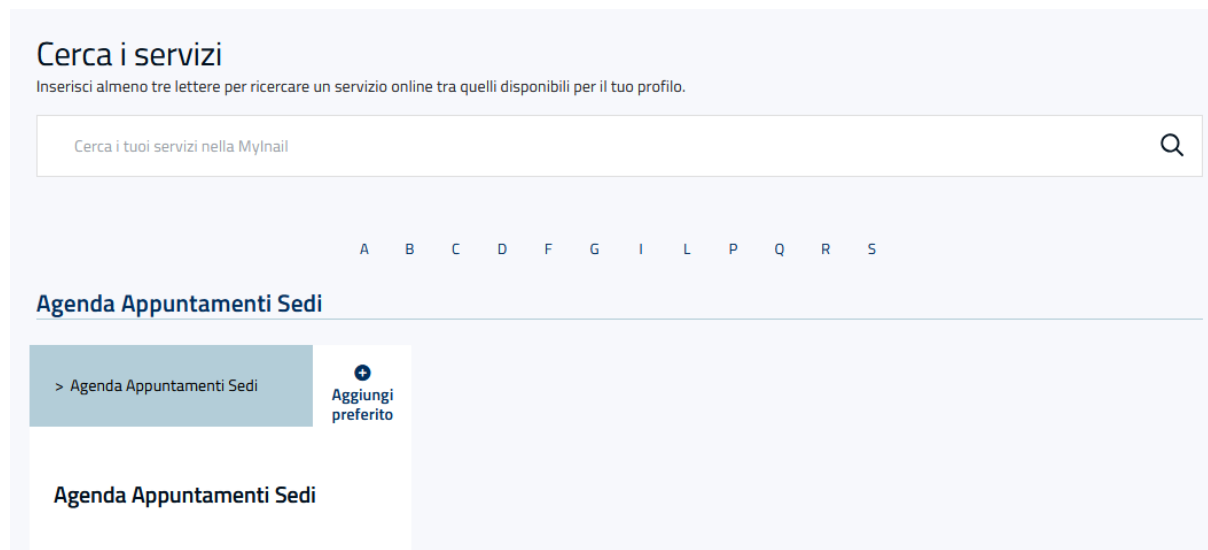 Cerca i servizi
Inserisci almeno tre lettere per ricercare un servizio online tra quelli disponibili per il tuo profilo.
Cerca i tuoi servizi nella MyInail
A B C D F G I L P Q R S
Agenda Appuntamenti Sedi
> Agenda Appuntamenti Sedi
Aggiungi
preferito
Agenda Appuntamenti Sedi